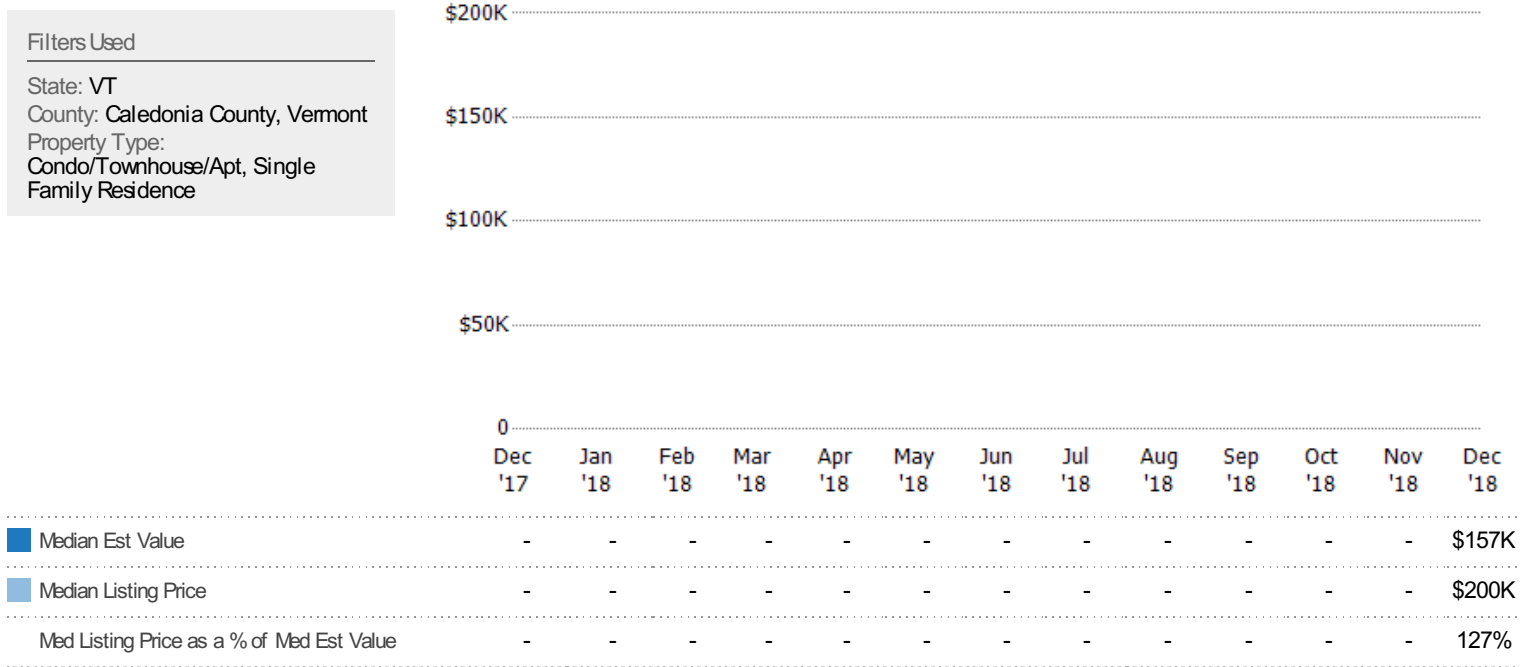 Filters Used
State: VT
County: Caledonia County, Vermont
Property Type:
Condo/Townhouse/Apt, Single
Family Residence
$200K
$150K
$100K
$50K
0
Dec Jan Feb Mar Apr May Jun Jul Aug Sep Oct Nov Dec
'17 '18 '18 '18 '18 '18 '18 '18 '18 '18 '18 '18 '18
Median Est Value - - - - - - - - - - - - $157K
Median Listing Price - - - - - - - - - - - - $200K
Med Listing Price as a % of Med Est Value - - - - - - - - - - - - 127%